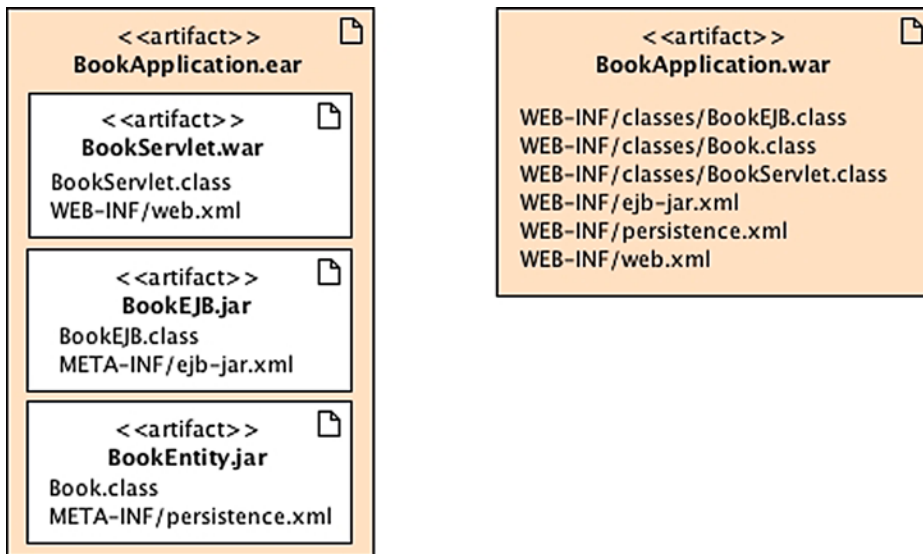 <<artifact>>
BookApplication.ear
<<artifact>>
BookServlet.war
BookServlet.class
WEB-INF/web.xml
<<artifact>>
BookEJB.jar
BookEJB.class
META-INF/ejb-jar.xml
<<artifact>>
BookEntity.jar
Book.class
META-INF/persistence.xml
<<artifact>>
BookApplication.war
WEB-INF/classes/BookEJB.class
WEB-INF/classes/Book.class
WEB-INF/classes/BookServlet.class
WEB-INF/ejb-jar.xml
WEB-INF/persistence.xml
WEB-INF/web.xml